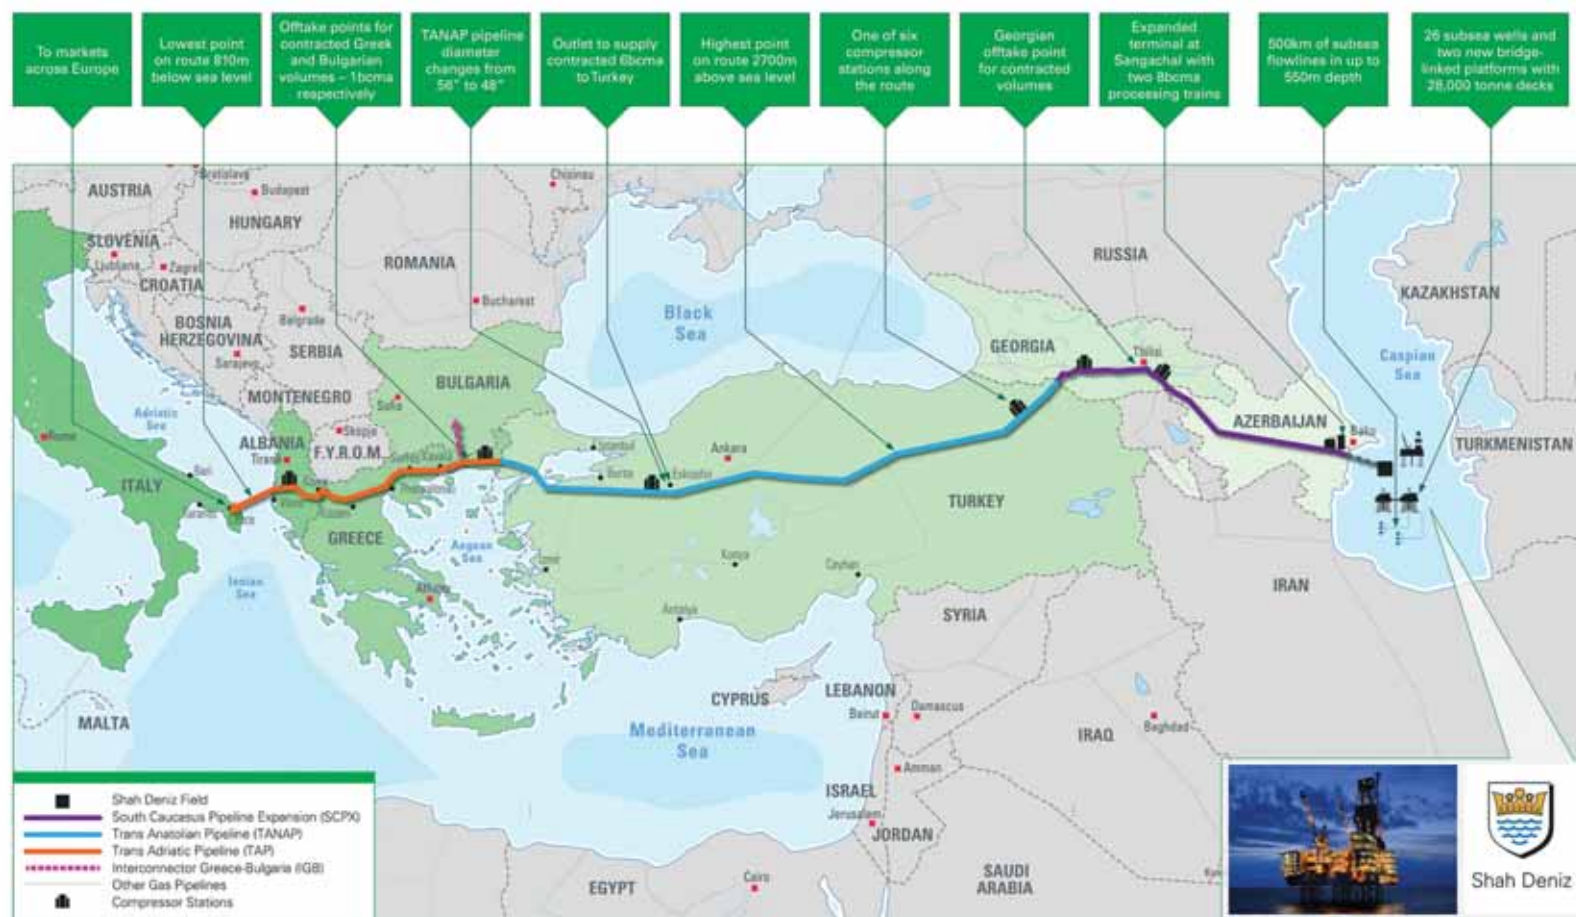 To markets
across Europe
Lowest point
on route 810m
below sea level
Offtake points for
contracted Greek
and Bulgarian
volumes – 1bcma
respectively
TANAP pipeline
diameter
changes from
56" to 48"
Outlet to supply
contracted 6bcma
to Turkey
Highest point
on route 2700m
above sea level
One of six
compressor
stations along
the route
Georgian
offtake point
for contracted
volumes
Expanded
terminal at
Sangachal with
two 8bcma
processing trains
500km of subsea
flowlines in up to
550m depth
26 subsea wells and
two new bridge-
linked platforms with
28,000 tonne decks
Bratislava
Chisinau
AUSTRIA
Budapest
HUNGARY
SLOVENIA
Ljubljana
Zagreb
CROATIA
ROMANIA
RUSSIA
KAZAKHSTAN
Bucharest
Black
Sea
BOSNIA
HERZEGOVINA
Belgrade
SERBIA
Sarajevo
GEORGIA
Tbilisi
Caspian
Sea
MONTENEGRO
BULGARIA
Sofia
Adriatic
Sea
Skopje
F.Y.R.O.M.
ALBANIA
Tirana
Rome
Bari
ITALY
Istanbul
Bursa
Ankara
Eskisehir
AZERBAIJAN
Baku
TURKMENISTAN
Kavala
GREECE
Aegean
Sea
TURKEY
Ionian
Sea
Athens
Konya
Ceyhan
Antalya
IRAN
SYRIA
CYPRUS
LEBANON
Beirut
Damascus
MALTA
Mediterranean
Sea
IRAQ
Baghdad
Amman
ISRAEL
Jerusalem
JORDAN
SAUDI
ARABIA
EGYPT
Cairo
Shah Deniz Field
South Caucasus Pipeline Expansion (SCPX)
Trans Anatolian Pipeline (TANAP)
Trans Adriatic Pipeline (TAP)
Interconnector Greece-Bulgaria (IGB)
Other Gas Pipelines
Compressor Stations
Shah Deniz